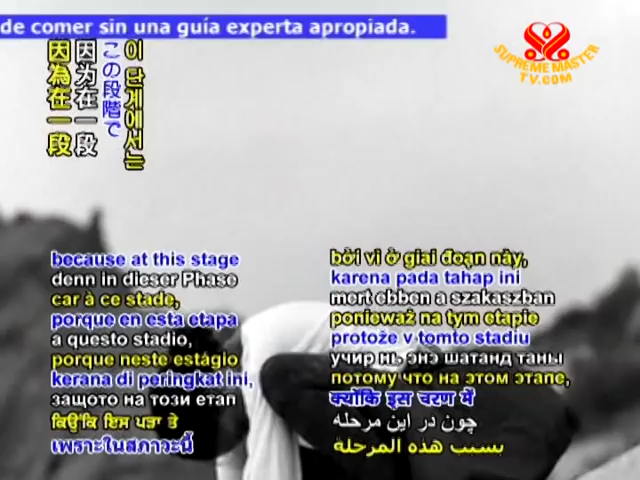 de comer sin una guía experta apropiada.
SUPREME MASTER
TV.COM
이 단계에서는
この段階で
因为在一段
因為在一段
because at this stage
denn in dieser Phase
car à ce stade,
porque en esta etapa
a questo stadio,
porque neste estágio
kerana di peringkat ini,
защото на този етап
ਕਿਉਂਕਿ ਇਸ ਪੜਾ ਤੇ
เพราะในสภาวะนี้
bởi vì ở giai đoạn này,
karena pada tahap ini
mert ebben a szakaszban
ponieważ na tym etapie
protože v tomto stadiu
учир нь энэ шатанд таны
потому что на этом этапе,
क्योंकि इस चरण में
چون در این مرحله
بسبب هذه المرحلة